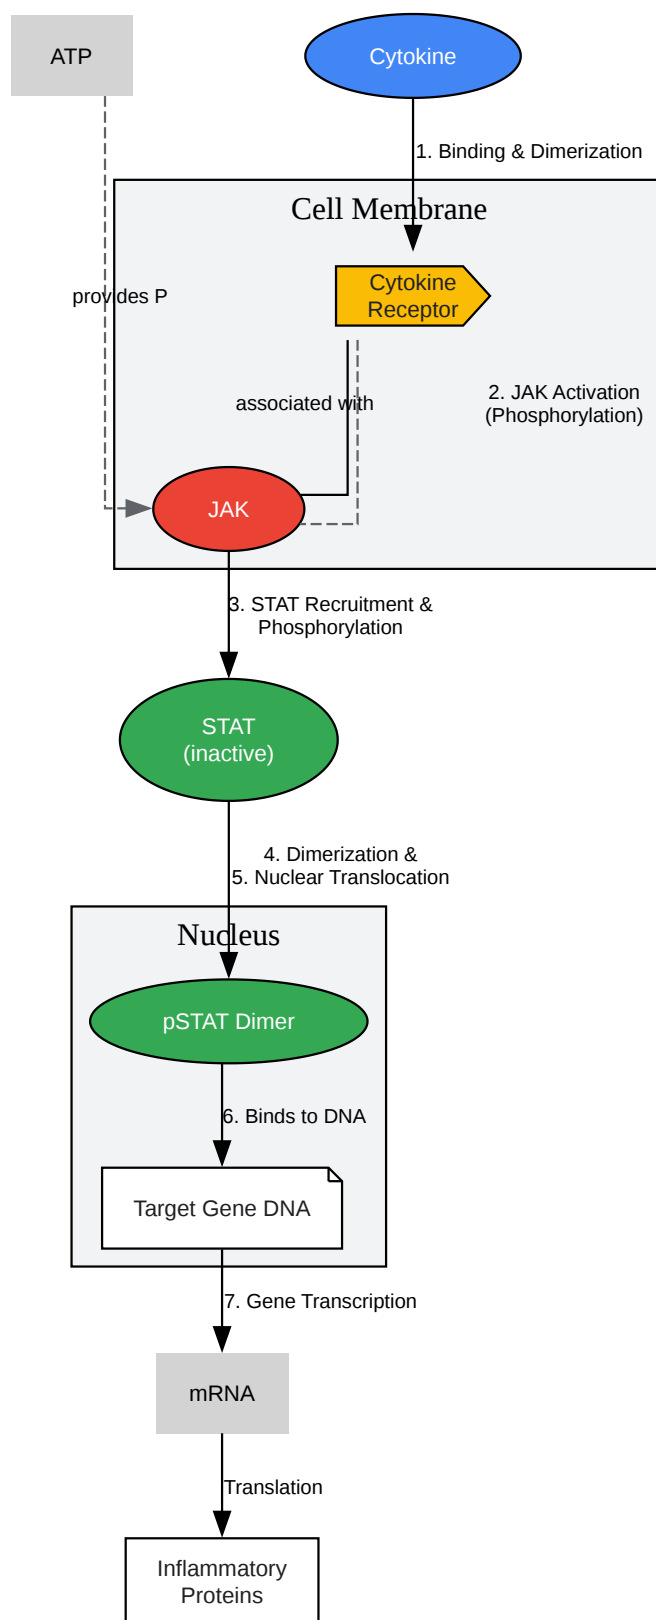 ATP
Cytokine
1. Binding & Dimerization
Cell Membrane
provides P
Cytokine
Receptor
associated with
2. JAK Activation
(Phosphorylation)
JAK
3. STAT Recruitment &
Phosphorylation
STAT
(inactive)
4. Dimerization &
5. Nuclear Translocation
Nucleus
pSTAT Dimer
6. Binds to DNA
Target Gene DNA
7. Gene Transcription
mRNA
Translation
Inflammatory
Proteins